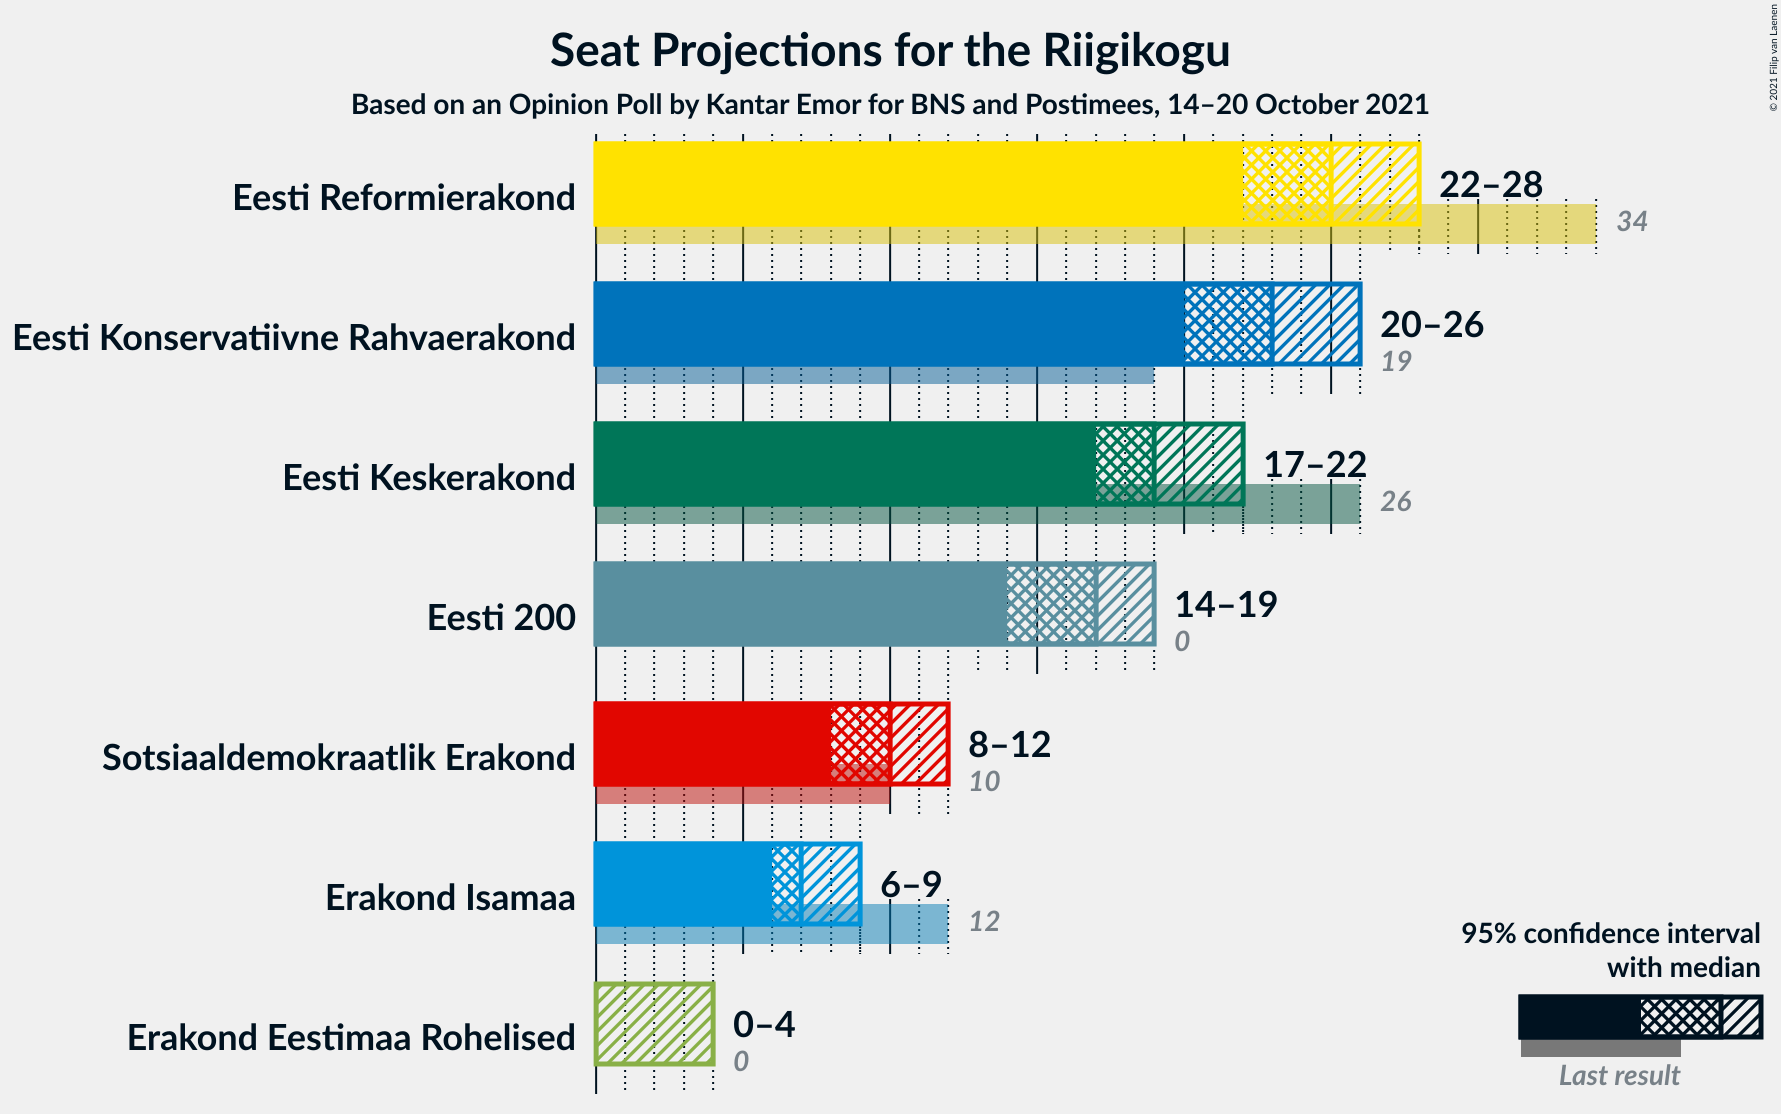 Seat Projections for the Riigikogu
Based on an Opinion Poll by Kantar Emor for BNS and Postimees, 14–20 October 2021
© 2021 Filip van Laenen
Eesti Reformierakond
22–28
34
Eesti Konservatiivne Rahvaerakond
20–26
19
Eesti Keskerakond
17–22
26
Eesti 200
14–19
0
Sotsiaaldemokraatlik Erakond
8–12
10
Erakond Isamaa
6–9
12
Erakond Eestimaa Rohelised
0–4
0
95% confidence interval
with median
Last result